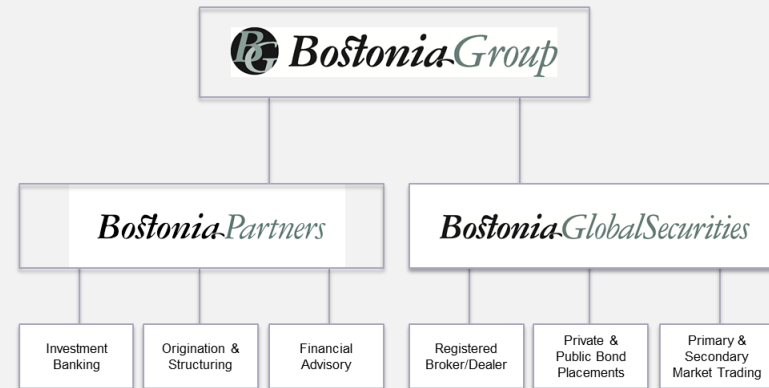 BG Bostonia Group
Bostonia Partners
Bostonia GlobalSecurities
Investment
Banking
Origination &
Structuring
Financial
Advisory
Registered
Broker/Dealer
Private &
Public Bond
Placements
Primary &
Secondary
Market Trading